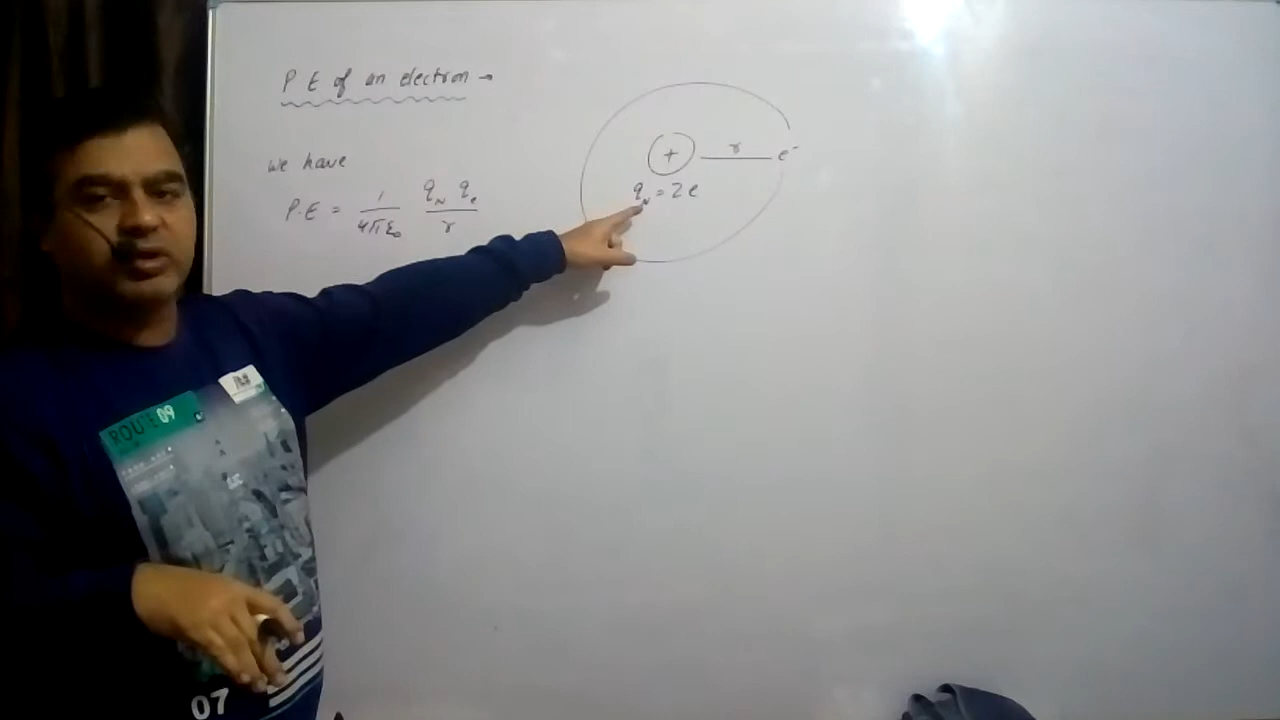 P E of an electron →
we have
P.E = 1/4πε₀ q_N q_e/r
+
r
e⁻
q_N = Ze
ROUTE 09
07